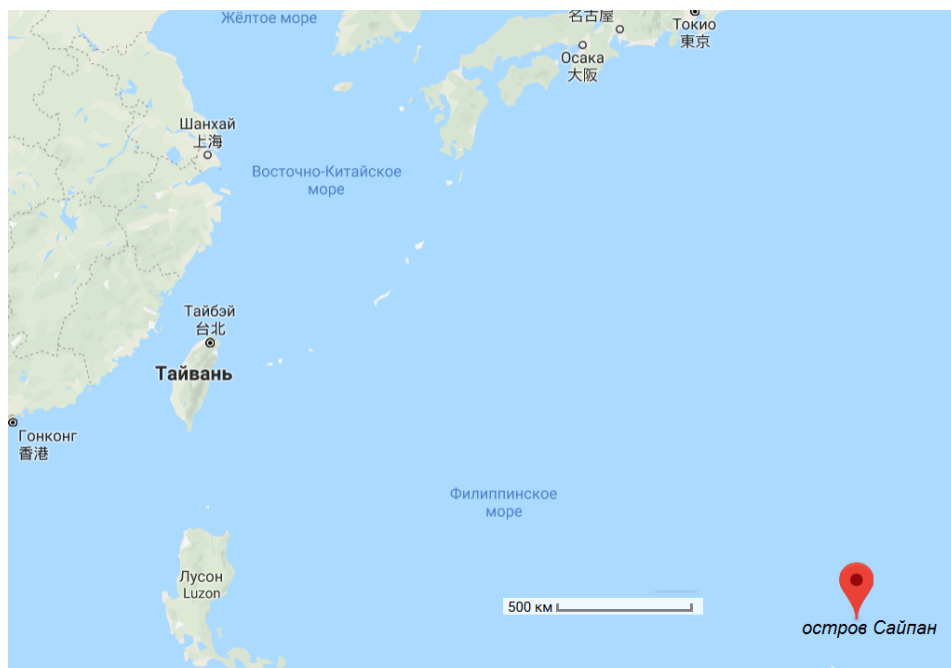 Жёлтое море
名古屋
Токио
東京
Осака
大阪
Шанхай
上海
Восточно-Китайское
море
Тайбэй
台北
Тайвань
Гонконг
香港
Филиппинское
море
Лусон
Luzon
500 км
остров Сайпан